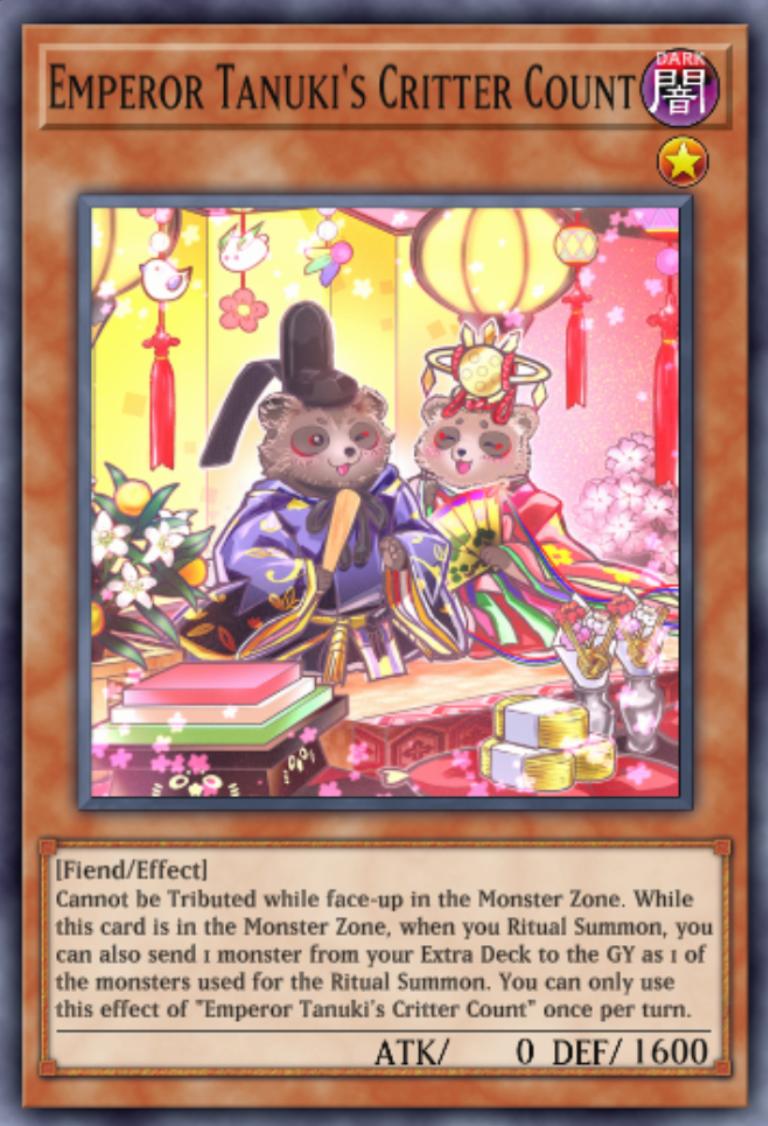 EMPEROR TANUKI'S CRITTER COUNT
DARK
闇
[Fiend/Effect]
Cannot be Tributed while face-up in the Monster Zone. While
this card is in the Monster Zone, when you Ritual Summon, you
can also send 1 monster from your Extra Deck to the GY as 1 of
the monsters used for the Ritual Summon. You can only use
this effect of "Emperor Tanuki's Critter Count" once per turn.
ATK/ 0 DEF/ 1600